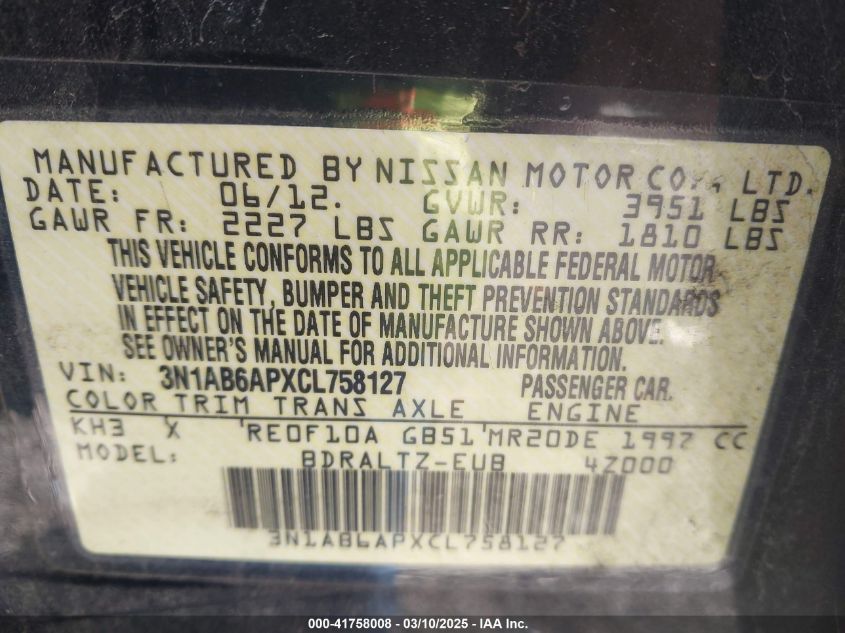 MANUFACTURED BY NISSAN MOTOR CO., LTD.
DATE: 06/12. GVWR: 3951 LBS
GAWR FR: 2227 LBS GAWR RR: 1810 LBS
THIS VEHICLE CONFORMS TO ALL APPLICABLE FEDERAL MOTOR
VEHICLE SAFETY, BUMPER AND THEFT PREVENTION STANDARDS
IN EFFECT ON THE DATE OF MANUFACTURE SHOWN ABOVE.
SEE OWNER'S MANUAL FOR ADDITIONAL INFORMATION.
VIN: 3N1AB6APXCL758127 PASSENGER CAR.
COLOR TRIM TRANS AXLE ENGINE
KH3 X RE0F10A GB51 MR20DE 1997 CC
MODEL: BDRALTZ-EUB 4Z000
3N1AB6APXCL758127
000-41758008 — 03/10/2025 — IAA Inc.